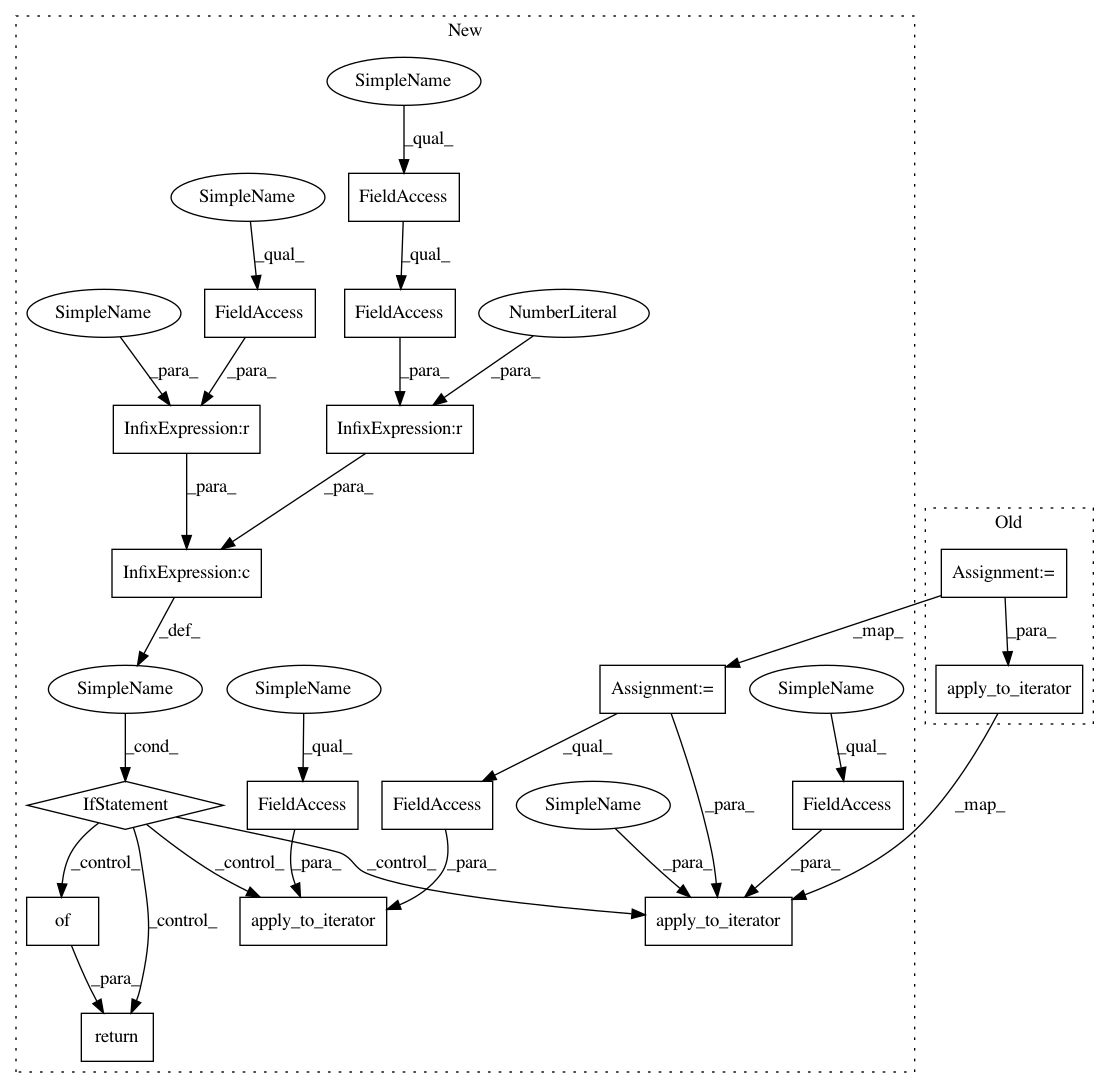 New
SimpleName
_qual_
SimpleName
FieldAccess
_qual_
_qual_
SimpleName
FieldAccess
FieldAccess
NumberLiteral
_para_
_para_
_para_
_para_
InfixExpression:r
InfixExpression:r
_para_
_para_
Old
InfixExpression:c
Assignment:=
_def_
_map_
_para_
SimpleName
SimpleName
Assignment:=
SimpleName
apply_to_iterator
_cond_
_qual_
_qual_
_qual_
IfStatement
FieldAccess
FieldAccess
SimpleName
_para_
FieldAccess
_map_
_control_
_control_
_para_
_control_
_para_
_para_
_para_
of
_control_
apply_to_iterator
apply_to_iterator
_para_
return